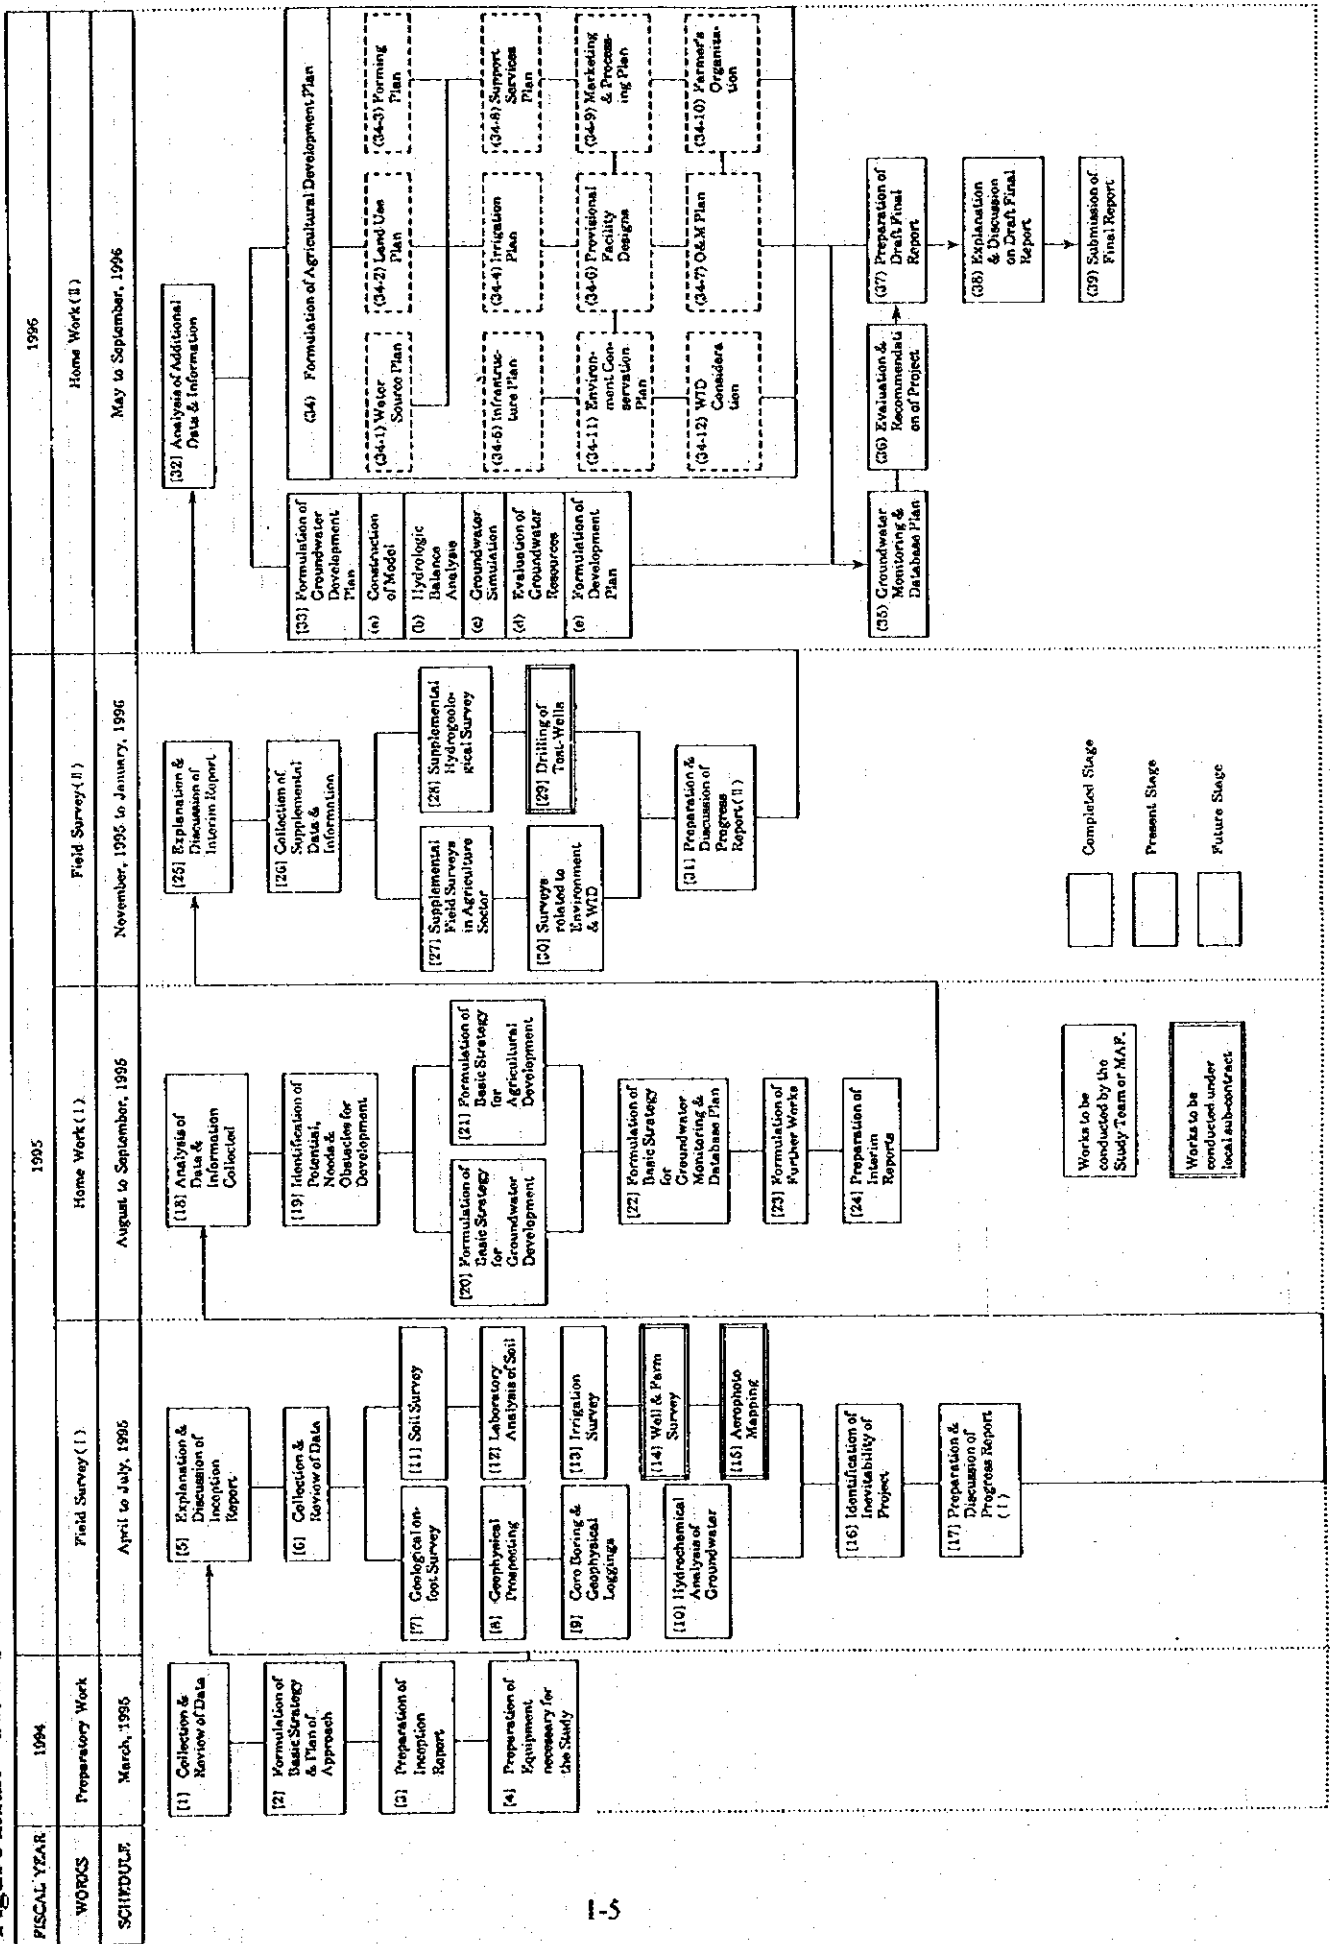 FISCAL YEAR
1994
1995
1996
WORKS
Preparatory Work
Field Survey (I)
Home Work (I)
Field Survey (II)
Home Work (II)
SCHEDULE
March, 1995
April to July, 1995
August to September, 1995
November, 1995 to January, 1996
May to September, 1996
[1] Collection &
Review of Data
[2] Formulation of
Basic Strategy
& Plan of
Approach
[3] Preparation of
Inception
Report
[4] Preparation of
Equipment
necessary for
the Study
[5] Explanation &
Discussion of
Inception
Report
[6] Collection &
Review of Data
[7] Geological on-
foot Survey
[8] Geophysical
Prospecting
[9] Core Boring &
Geophysical
Loggings
[10] Hydrochemical
Analysis of
Groundwater
[11] Soil Survey
[12] Laboratory
Analysis of Soil
[13] Irrigation
Survey
[14] Well & Farm
Survey
[15] Aerophoto
Mapping
[16] Identification of
Inevitability of
Project
[17] Preparation &
Discussion of
Progress Report
(I)
[18] Analysis of
Data &
Information
Collected
[19] Identification of
Potential,
Needs &
Obstacles for
Development
[20] Formulation of
Basic Strategy
for
Groundwater
Development
[21] Formulation of
Basic Strategy
for
Agricultural
Development
[22] Formulation of
Basic Strategy
for
Groundwater
Monitoring &
Database Plan
[23] Formulation of
Further Works
[24] Preparation of
Interim
Reports
[25] Explanation &
Discussion of
Interim Report
[26] Collection of
Supplemental
Data &
Information
[27] Supplemental
Field Surveys
in Agriculture
Sector
[28] Supplemental
Hydrogeolo-
gical Survey
[29] Drilling of
Test-Wells
[30] Surveys
related to
Environment
& WID
[31] Preparation &
Discussion of
Progress
Report (II)
[32] Analysis of Additional
Data & Information
[33] Formulation of
Groundwater
Development
Plan
(a) Construction
of Model
(b) Hydrologic
Balance
Analysis
(c) Groundwater
Simulation
(d) Evaluation of
Groundwater
Resources
(e) Formulation of
Development
Plan
(34) Formulation of Agricultural Development Plan
(34-1) Water
Source Plan
(34-2) Land Use
Plan
(34-3) Forming
Plan
(34-5) Infrastruc-
ture Plan
(34-4) Irrigation
Plan
(34-8) Support
Services
Plan
(34-11) Environ-
ment Con-
servation
Plan
(34-6) Provisional
Facility
Designs
(34-9) Marketing
& Process-
ing Plan
(34-12) WID
Considera
tion
(34-7) O&M Plan
(34-10) Farmer's
Organiza-
tion
(35) Groundwater
Monitoring &
Database Plan
(36) Evaluation &
Recommendati
on of Project
(37) Preparation of
Draft Final
Report
(38) Explanation
& Discussion
on Draft Final
Report
(39) Submission of
Final Report
Works to be
conducted by the
Study Team or MAF.
Works to be
conducted under
local sub-contract
Completed Stage
Present Stage
Future Stage
I-5